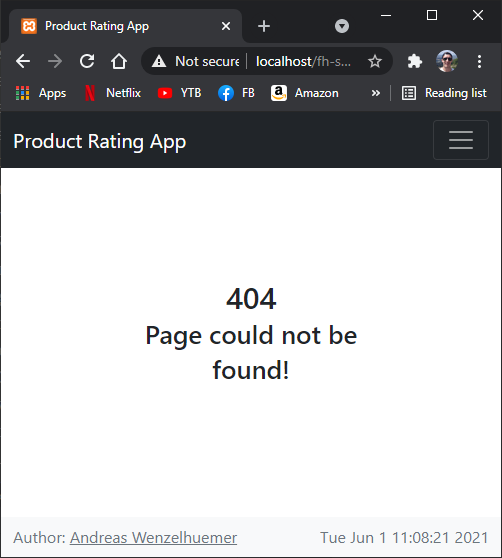 Product Rating App
Not secure localhost/fh-s...
Apps Netflix YTB FB Amazon » Reading list
Product Rating App
404
Page could not be
found!
Author: Andreas Wenzelhuemer Tue Jun 1 11:08:21 2021